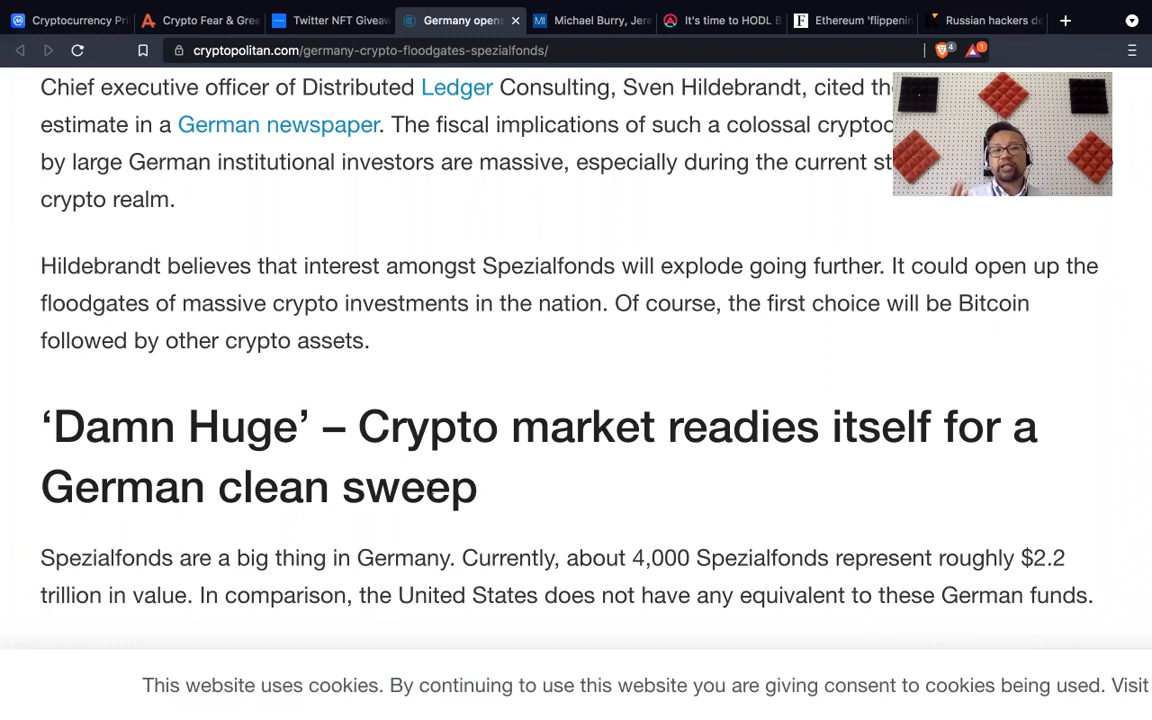 Cryptocurrency Pri
Crypto Fear & Gree
Twitter NFT Giveaw
Germany opens
Michael Burry, Jere
It's time to HODL B
Ethereum 'flippenin
Russian hackers de
cryptopolitan.com/germany-crypto-floodgates-spezialfonds/
4
1
Chief executive officer of Distributed Ledger Consulting, Sven Hildebrandt, cited the
estimate in a German newspaper. The fiscal implications of such a colossal cryptoc
by large German institutional investors are massive, especially during the current st
crypto realm.
Hildebrandt believes that interest amongst Spezialfonds will explode going further. It could open up the
floodgates of massive crypto investments in the nation. Of course, the first choice will be Bitcoin
followed by other crypto assets.
‘Damn Huge’ – Crypto market readies itself for a
German clean sweep
Spezialfonds are a big thing in Germany. Currently, about 4,000 Spezialfonds represent roughly $2.2
trillion in value. In comparison, the United States does not have any equivalent to these German funds.
This website uses cookies. By continuing to use this website you are giving consent to cookies being used. Visit